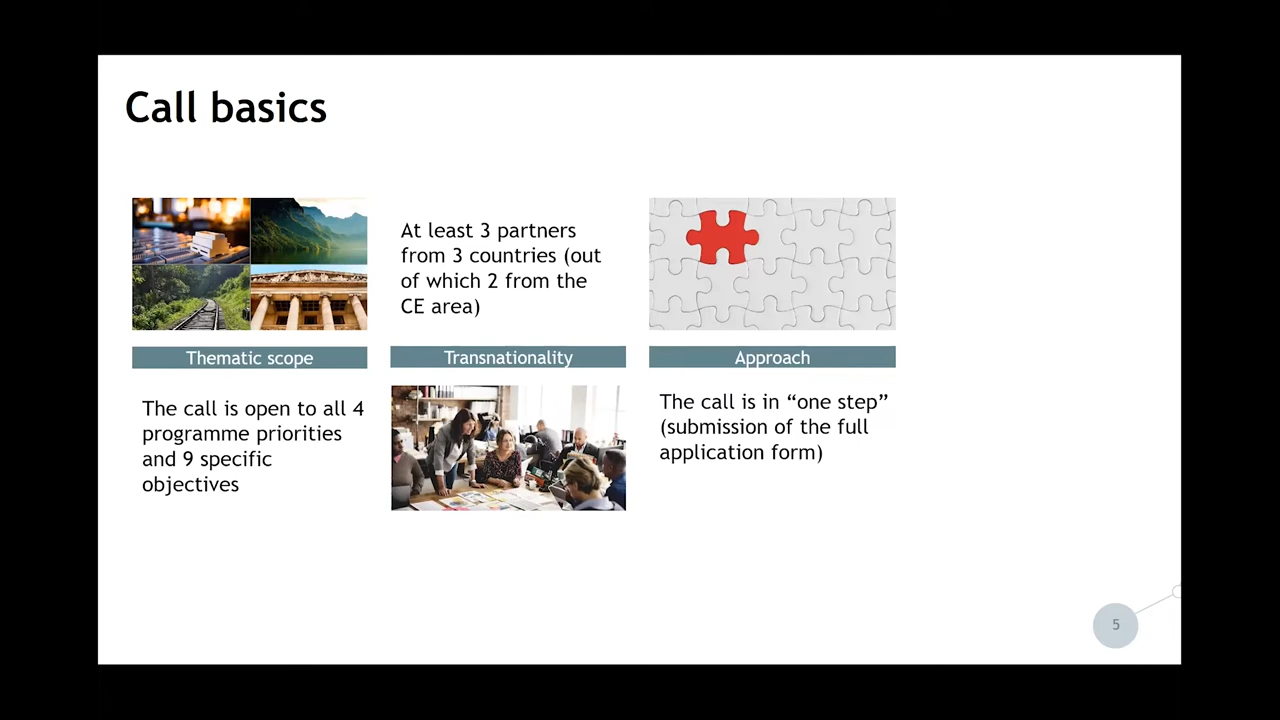 Call basics
At least 3 partners
from 3 countries (out
of which 2 from the
CE area)
Thematic scope
Transnationality
Approach
The call is open to all 4
programme priorities
and 9 specific
objectives
The call is in “one step”
(submission of the full
application form)
5